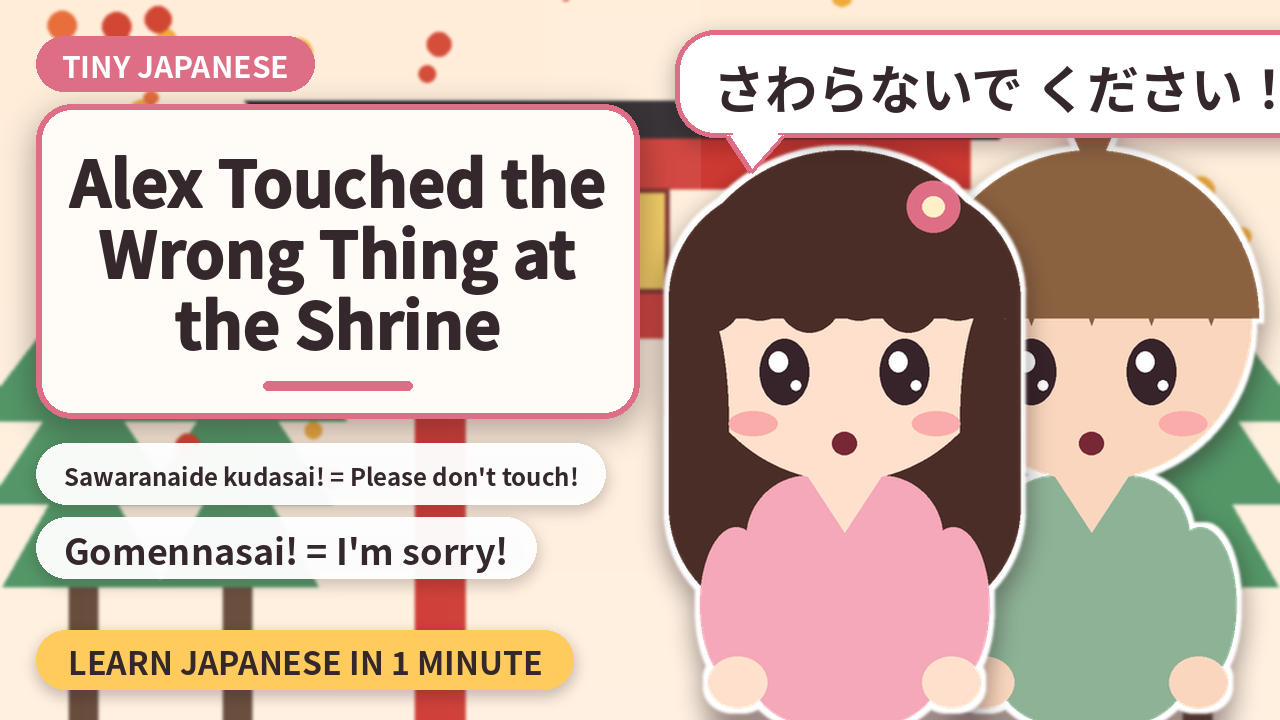 TINY JAPANESE
さわらないで ください！
Alex Touched the
Wrong Thing at
the Shrine
Sawaranaide kudasai! = Please don't touch!
Gomennasai! = I'm sorry!
LEARN JAPANESE IN 1 MINUTE